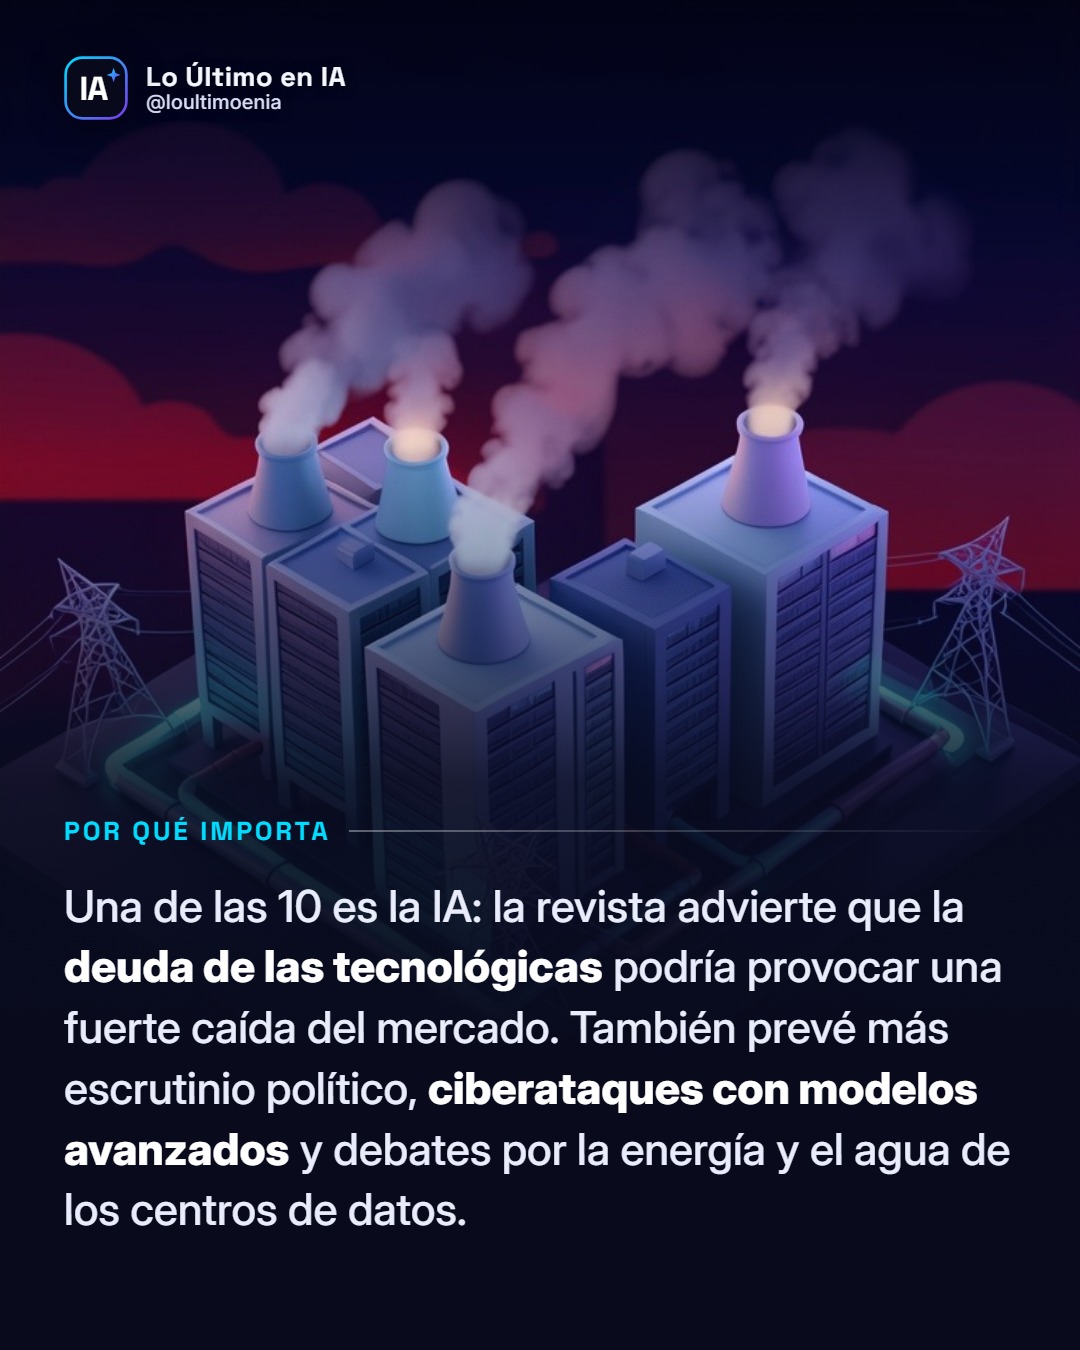 IA
Lo Último en IA
@loultimoenia
POR QUÉ IMPORTA
Una de las 10 es la IA: la revista advierte que la
deuda de las tecnológicas podría provocar una
fuerte caída del mercado. También prevé más
escrutinio político, ciberataques con modelos
avanzados y debates por la energía y el agua de
los centros de datos.